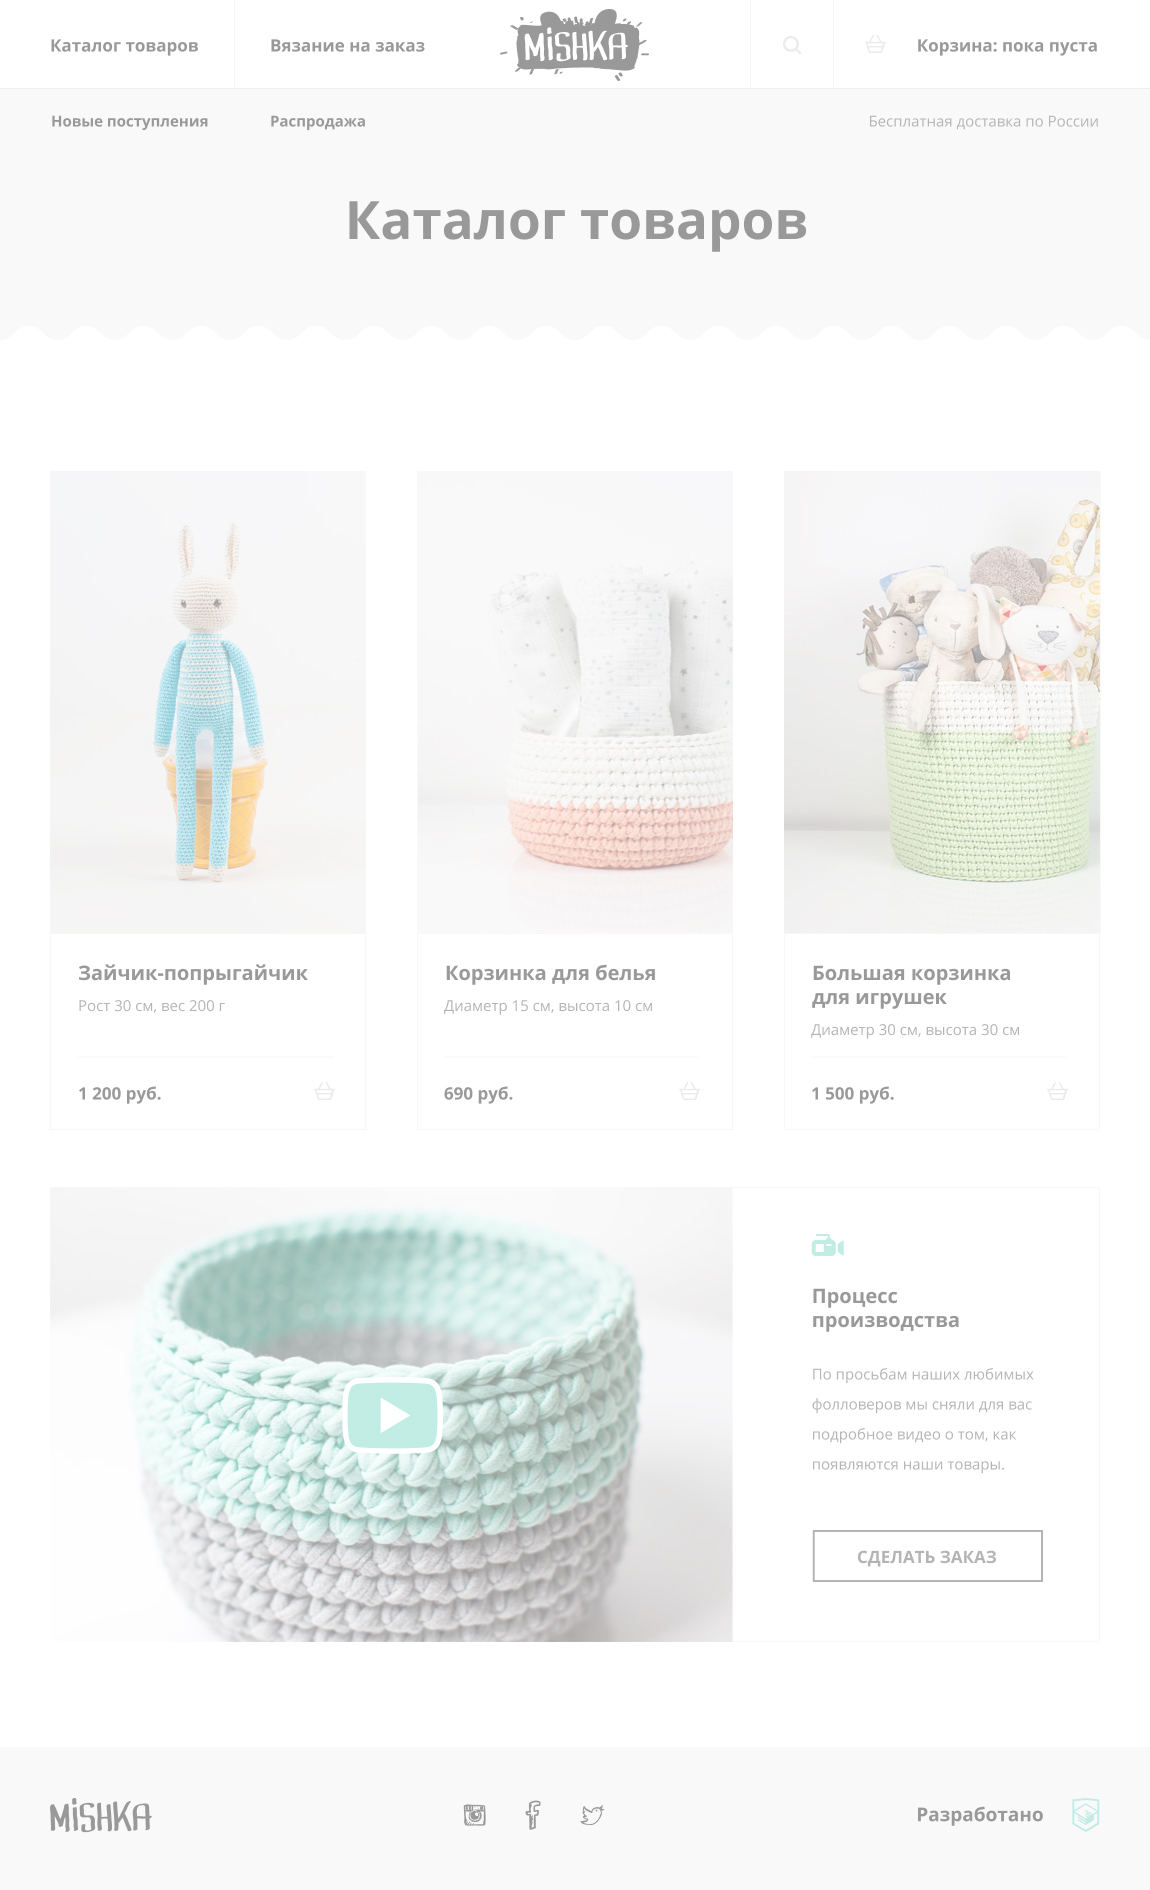 Каталог товаров
Вязание на заказ
MiSHKA
Корзина: пока пуста
Новые поступления
Распродажа
Бесплатная доставка по России
Каталог товаров
Зайчик-попрыгайчик
Рост 30 см, вес 200 г
1 200 руб.
Корзинка для белья
Диаметр 15 см, высота 10 см
690 руб.
Большая корзинка
для игрушек
Диаметр 30 см, высота 30 см
1 500 руб.
Процесс
производства
По просьбам наших любимых
фолловеров мы сняли для вас
подробное видео о том, как
появляются наши товары.
СДЕЛАТЬ ЗАКАЗ
MiSHKA
Разработано